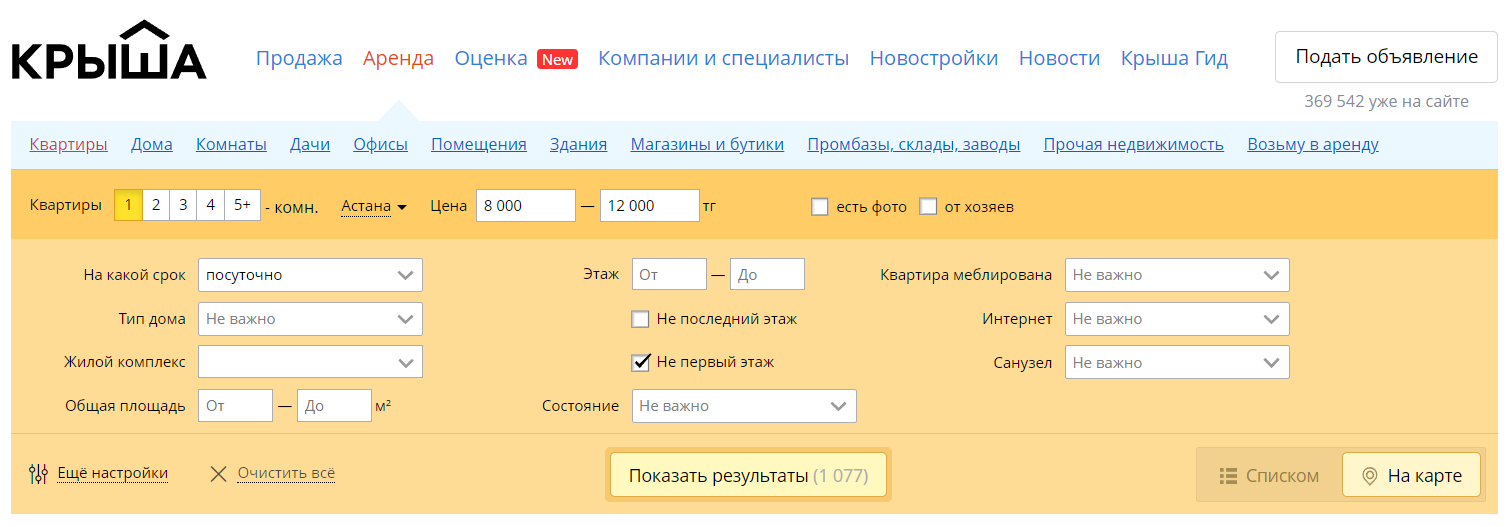 КРЫША
Продажа Аренда Оценка New Компании и специалисты Новостройки Новости Крыша Гид
Подать объявление
369 542 уже на сайте
Квартиры Дома Комнаты Дачи Офисы Помещения Здания Магазины и бутики Промбазы, склады, заводы Прочая недвижимость Возьму в аренду
Квартиры 1 2 3 4 5+ - комн. Астана Цена 8 000 — 12 000 тг есть фото от хозяев
На какой срок посуточно Этаж От — До Квартира меблирована Не важно
Тип дома Не важно Не последний этаж Интернет Не важно
Жилой комплекс Не первый этаж Санузел Не важно
Общая площадь От — До м² Состояние Не важно
Ещё настройки Очистить всё Показать результаты (1 077) Списком На карте